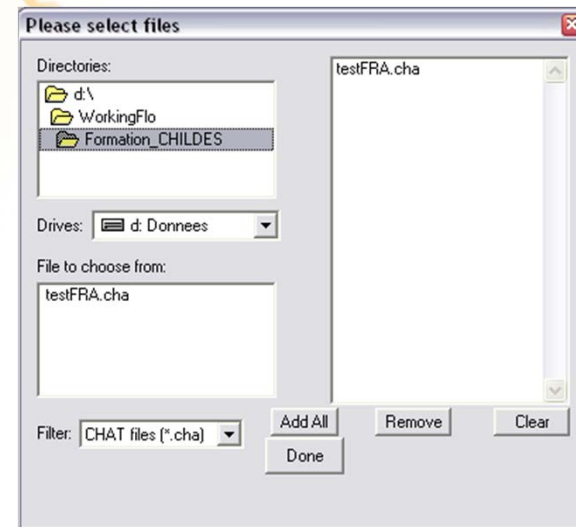 Please select files
Directories:
d:\
WorkingFlo
Formation_CHILDES
Drives:
d: Donnees
File to choose from:
testFRA.cha
Filter:
CHAT files (*.cha)
testFRA.cha
Add All
Remove
Clear
Done